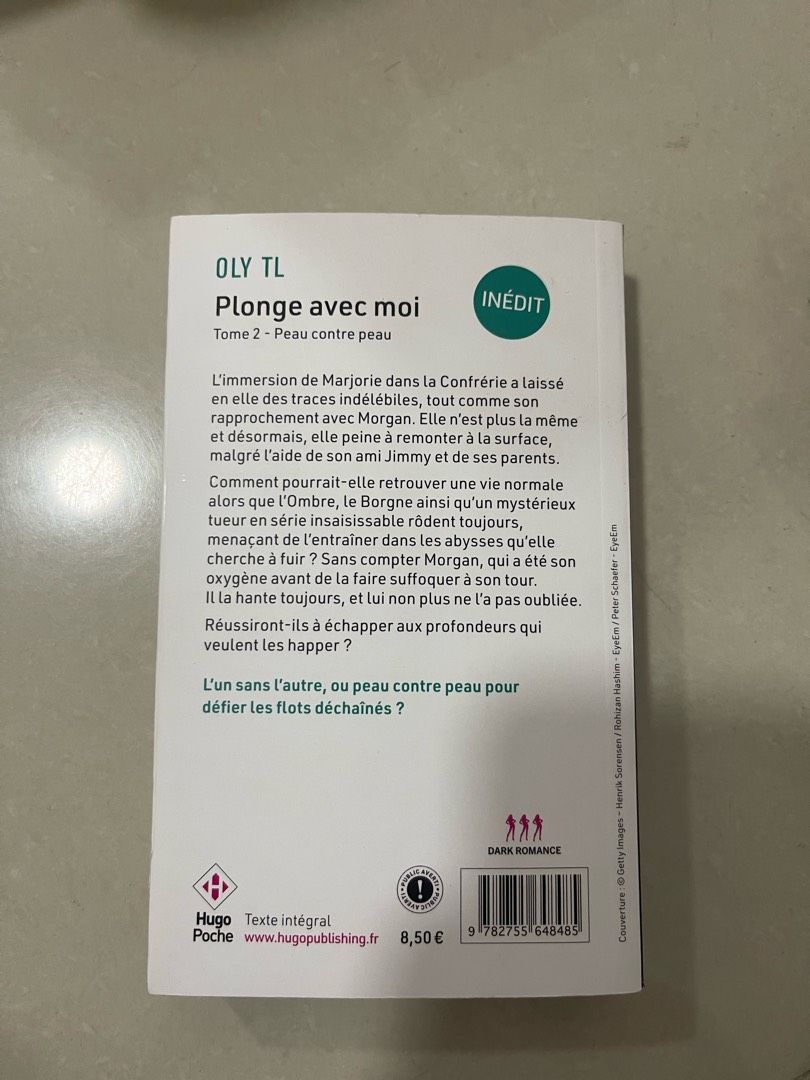 OLY TL
Plonge avec moi
INÉDIT
Tome 2 - Peau contre peau
L'immersion de Marjorie dans la Confrérie a laissé
en elle des traces indélébiles, tout comme son
rapprochement avec Morgan. Elle n'est plus la même
et désormais, elle peine à remonter à la surface,
malgré l'aide de son ami Jimmy et de ses parents.
Comment pourrait-elle retrouver une vie normale
alors que l'Ombre, le Borgne ainsi qu'un mystérieux
tueur en série insaisissable rôdent toujours,
menaçant de l'entraîner dans les abysses qu'elle
cherche à fuir ? Sans compter Morgan, qui a été son
oxygène avant de la faire suffoquer à son tour.
Il la hante toujours, et lui non plus ne l'a pas oubliée.
Réussiront-ils à échapper aux profondeurs qui
veulent les happer ?
L'un sans l'autre, ou peau contre peau pour
défier les flots déchaînés ?
DARK ROMANCE
Hugo
Poche
Texte intégral
www.hugopublishing.fr
PUBLIC AVERTI
PUBLIC AVERTI
8,50 €
9 782755 648485
Couverture : © Getty Images – Henrik Sorensen / Rohizan Hashim - EyeEm / Peter Schaefer - EyeEm